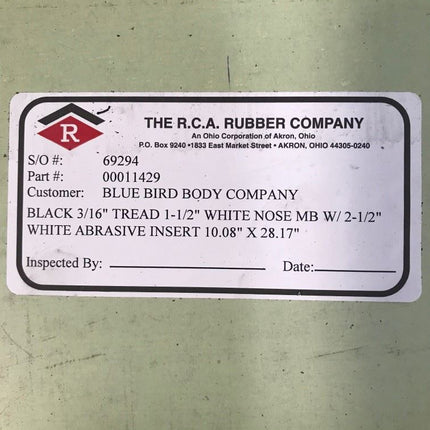 R
THE R.C.A. RUBBER COMPANY
An Ohio Corporation of Akron, Ohio
P.O. Box 9240 •1833 East Market Street • AKRON, OHIO 44305-0240
S/O #: 69294
Part #: 00011429
Customer: BLUE BIRD BODY COMPANY
BLACK 3/16" TREAD 1-1/2" WHITE NOSE MB W/ 2-1/2"
WHITE ABRASIVE INSERT 10.08" X 28.17"
Inspected By: Date: